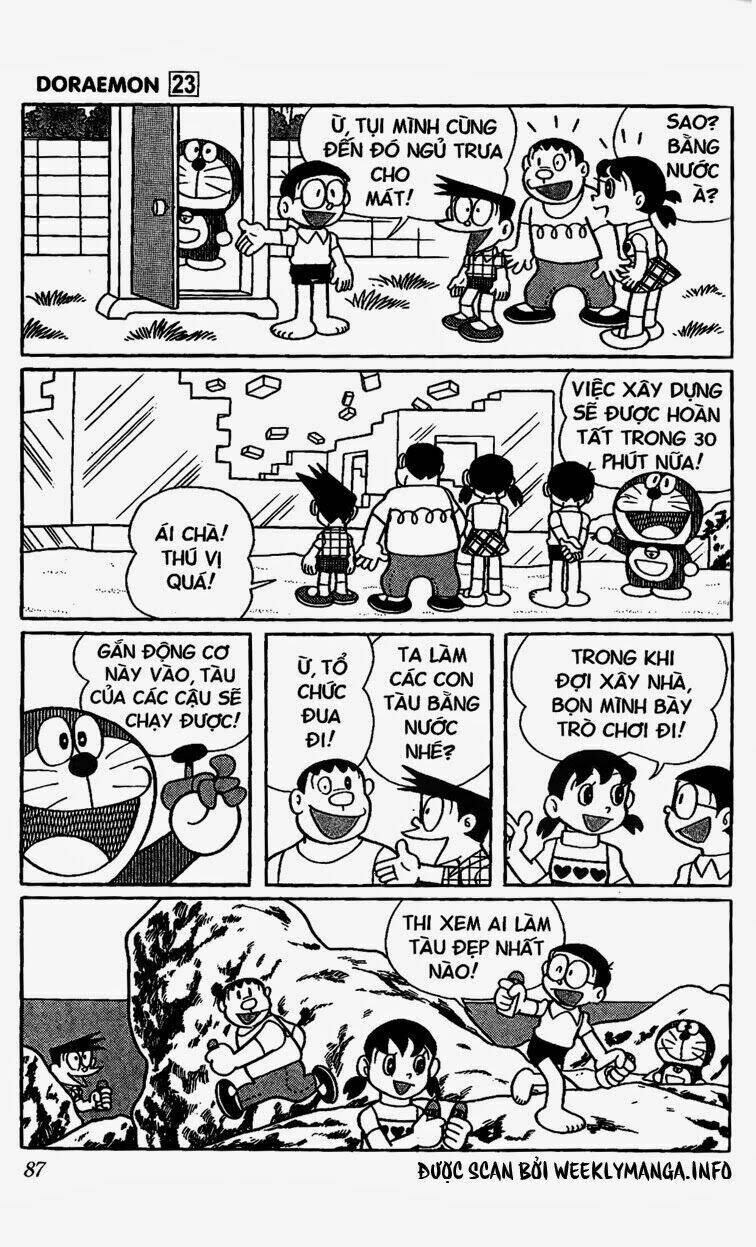 DORAEMON 23
SAO?
BẰNG
NƯỚC
À?
Ừ, TỤI MÌNH CÙNG
ĐẾN ĐÓ NGỦ TRƯA
CHO
MÁT!
VIỆC XÂY DỰNG
SẼ ĐƯỢC HOÀN
TẤT TRONG 30
PHÚT NỮA!
ÁI CHÀ!
THÚ VỊ
QUÁ!
TRONG KHI
ĐỢI XÂY NHÀ,
BỌN MÌNH BÀY
TRÒ CHƠI ĐI!
TA LÀM
CÁC CON
TÀU BẰNG
NƯỚC
NHÉ?
Ừ, TỔ
CHỨC
ĐUA
ĐI!
GẮN ĐỘNG CƠ
NÀY VÀO, TÀU
CỦA CÁC CẬU SẼ
CHẠY ĐƯỢC!
THI XEM AI LÀM
TÀU ĐẸP NHẤT
NÀO!
87
ĐƯỢC SCAN BỞI WEEKLYMANGA.INFO